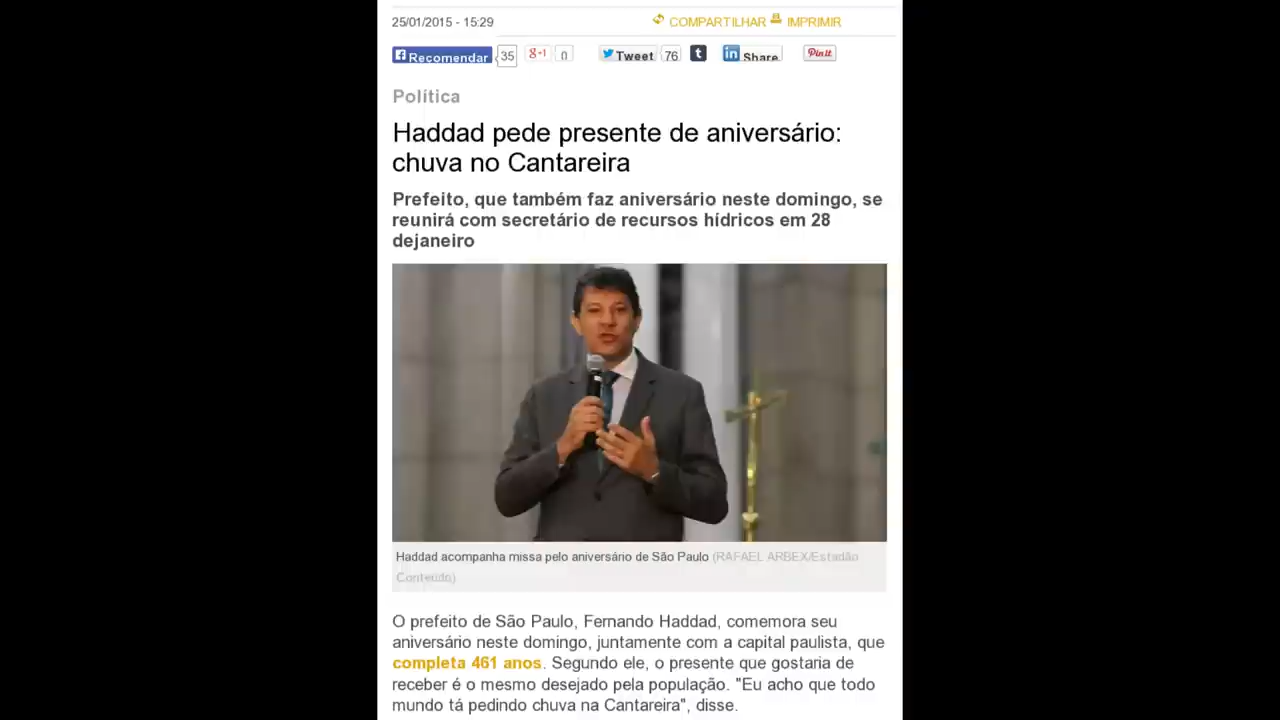 25/01/2015 - 15:29 COMPARTILHAR IMPRIMIR
Recomendar 35 g+1 0 Tweet 76 t in Share Pin it
Política
Haddad pede presente de aniversário:
chuva no Cantareira
Prefeito, que também faz aniversário neste domingo, se
reunirá com secretário de recursos hídricos em 28
dejaneiro
Haddad acompanha missa pelo aniversário de São Paulo (RAFAEL ARBEX/Estadão
Conteúdo)
O prefeito de São Paulo, Fernando Haddad, comemora seu
aniversário neste domingo, juntamente com a capital paulista, que
completa 461 anos. Segundo ele, o presente que gostaria de
receber é o mesmo desejado pela população. "Eu acho que todo
mundo tá pedindo chuva na Cantareira", disse.